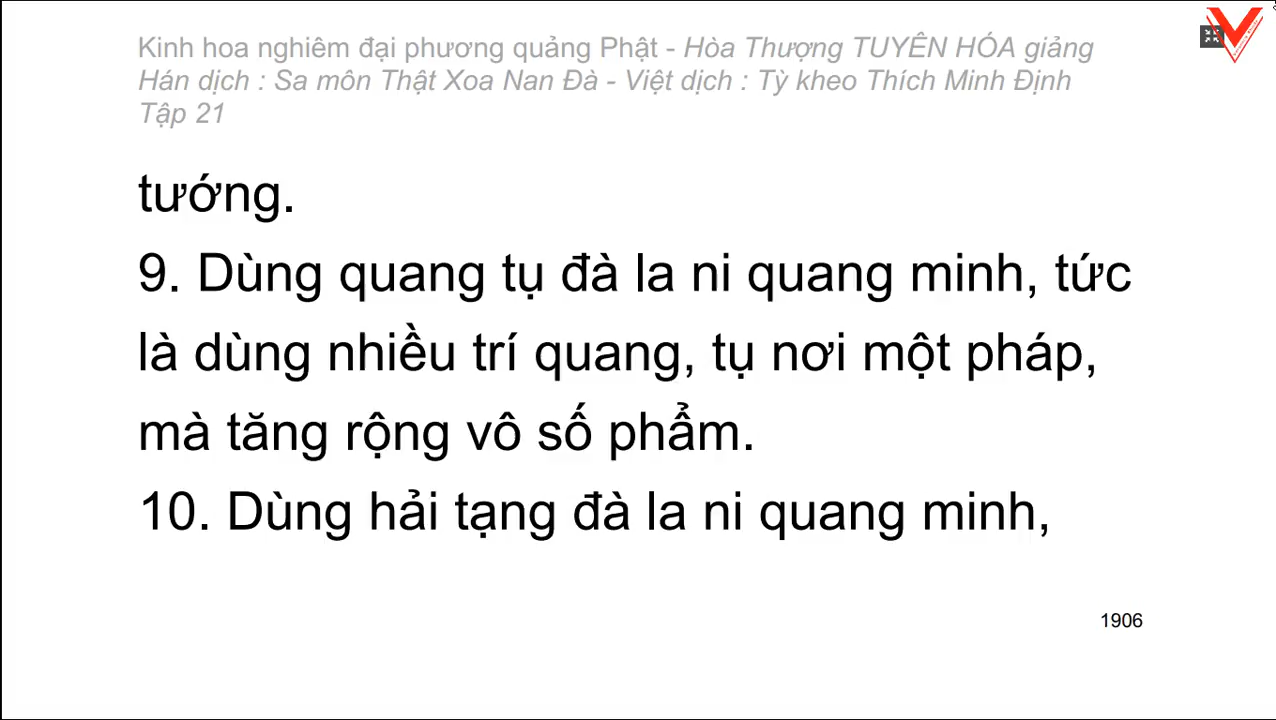 Kinh hoa nghiêm đại phương quảng Phật - Hòa Thượng TUYÊN HÓA giảng
Hán dịch : Sa môn Thật Xoa Nan Đà - Việt dịch : Tỳ kheo Thích Minh Định
Tập 21
tướng.
9. Dùng quang tụ đà la ni quang minh, tức
là dùng nhiều trí quang, tụ nơi một pháp,
mà tăng rộng vô số phẩm.
10. Dùng hải tạng đà la ni quang minh,
1906